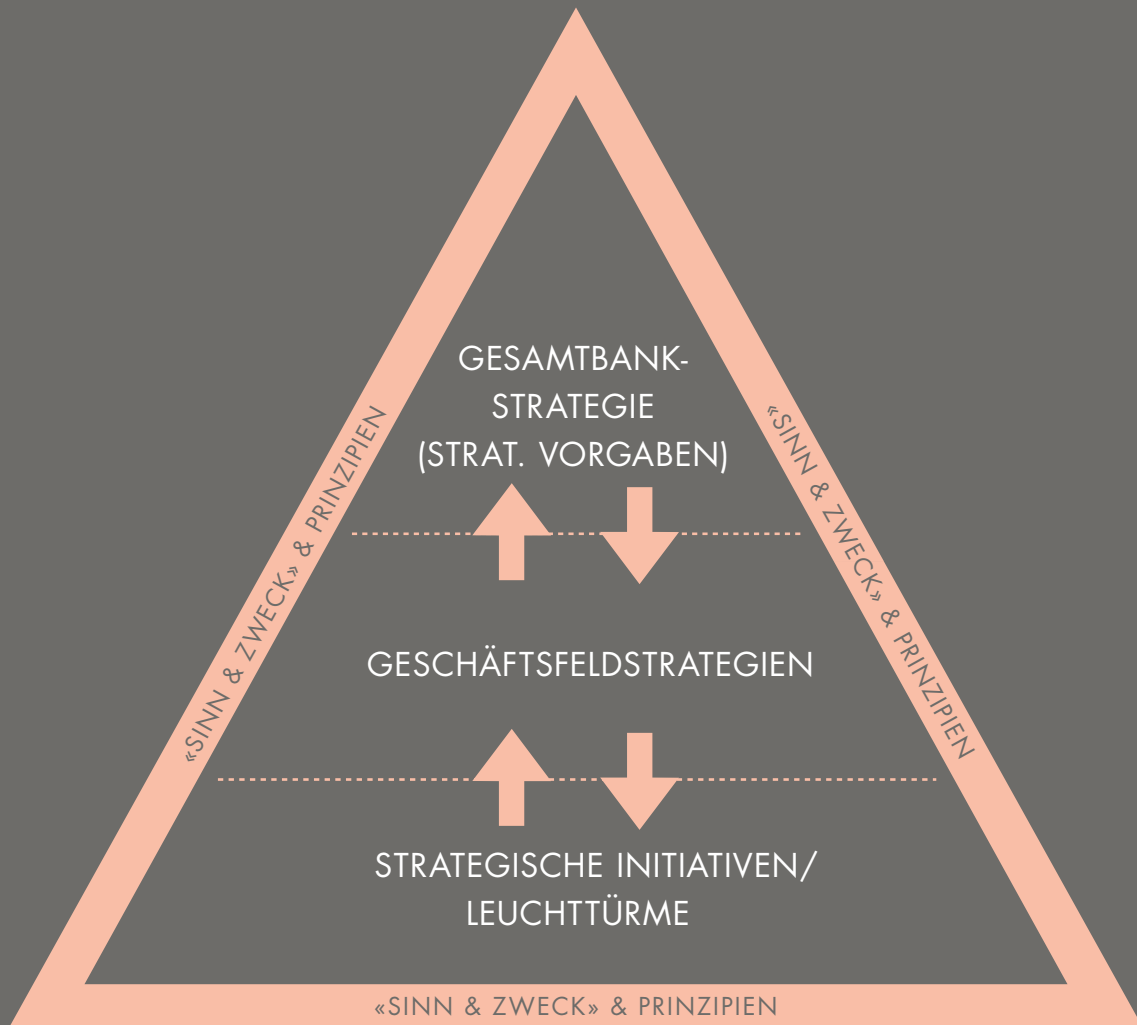 GESAMTBANK-
STRATEGIE
(STRAT. VORGABEN)
«SINN & ZWECK» & PRINZIPIEN
«SINN & ZWECK» & PRINZIPIEN
GESCHÄFTSFELDSTRATEGIEN
STRATEGISCHE INITIATIVEN/
LEUCHTTÜRME
«SINN & ZWECK» & PRINZIPIEN